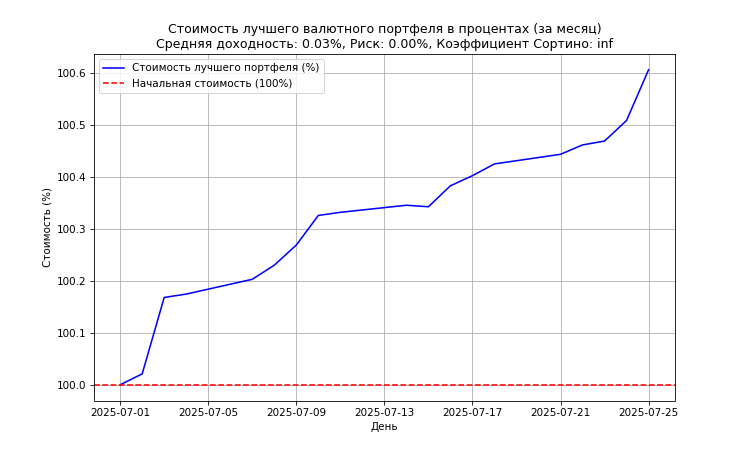 Стоимость лучшего валютного портфеля в процентах (за месяц)
Средняя доходность: 0.03%, Риск: 0.00%, Коэффициент Сортино: inf
Стоимость лучшего портфеля (%)
Начальная стоимость (100%)
Стоимость (%)
100.6
100.5
100.4
100.3
100.2
100.1
100.0
2025-07-01 2025-07-05 2025-07-09 2025-07-13 2025-07-17 2025-07-21 2025-07-25
День